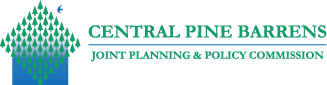 CENTRAL PINE BARRENS
JOINT PLANNING & POLICY COMMISSION